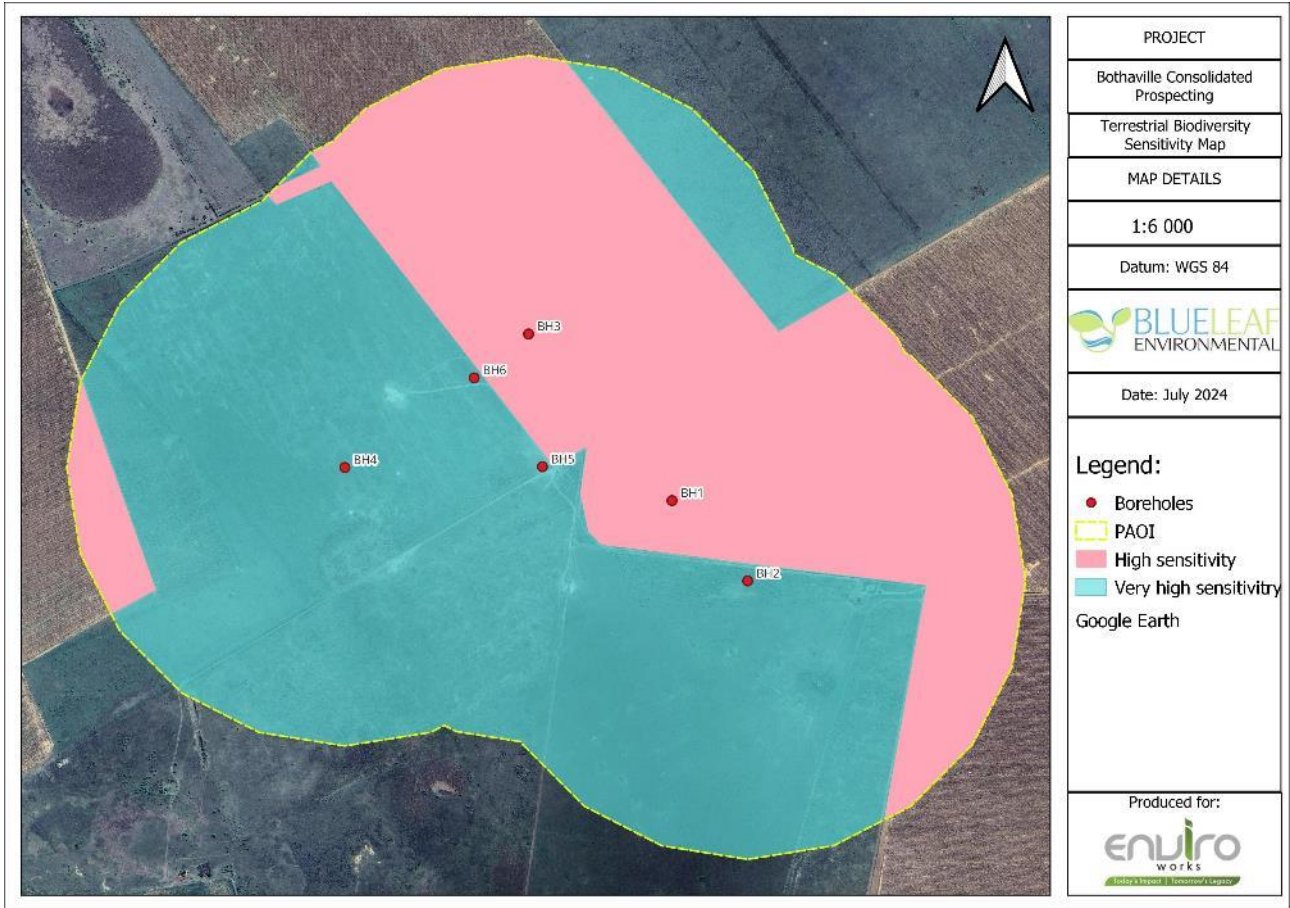 BH3
BH6
BH4
BH5
BH1
BH2
PROJECT
Bothaville Consolidated
Prospecting
Terrestrial Biodiversity
Sensitivity Map
MAP DETAILS
1:6 000
Datum: WGS 84
BLUELEAF
ENVIRONMENTAL
Date: July 2024
Legend:
Boreholes
PAOI
High sensitivity
Very high sensitivitry
Google Earth
Produced for:
enviro
works
Today's Impact | Tomorrow's Legacy